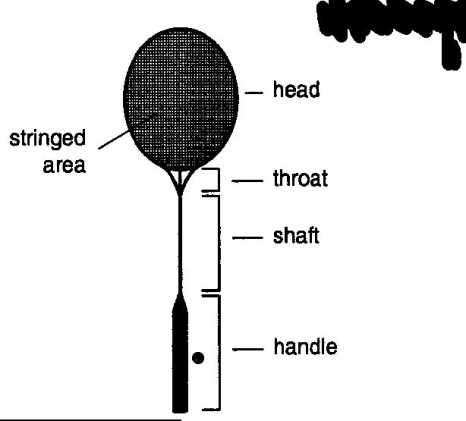 head
stringed
area
throat
shaft
handle